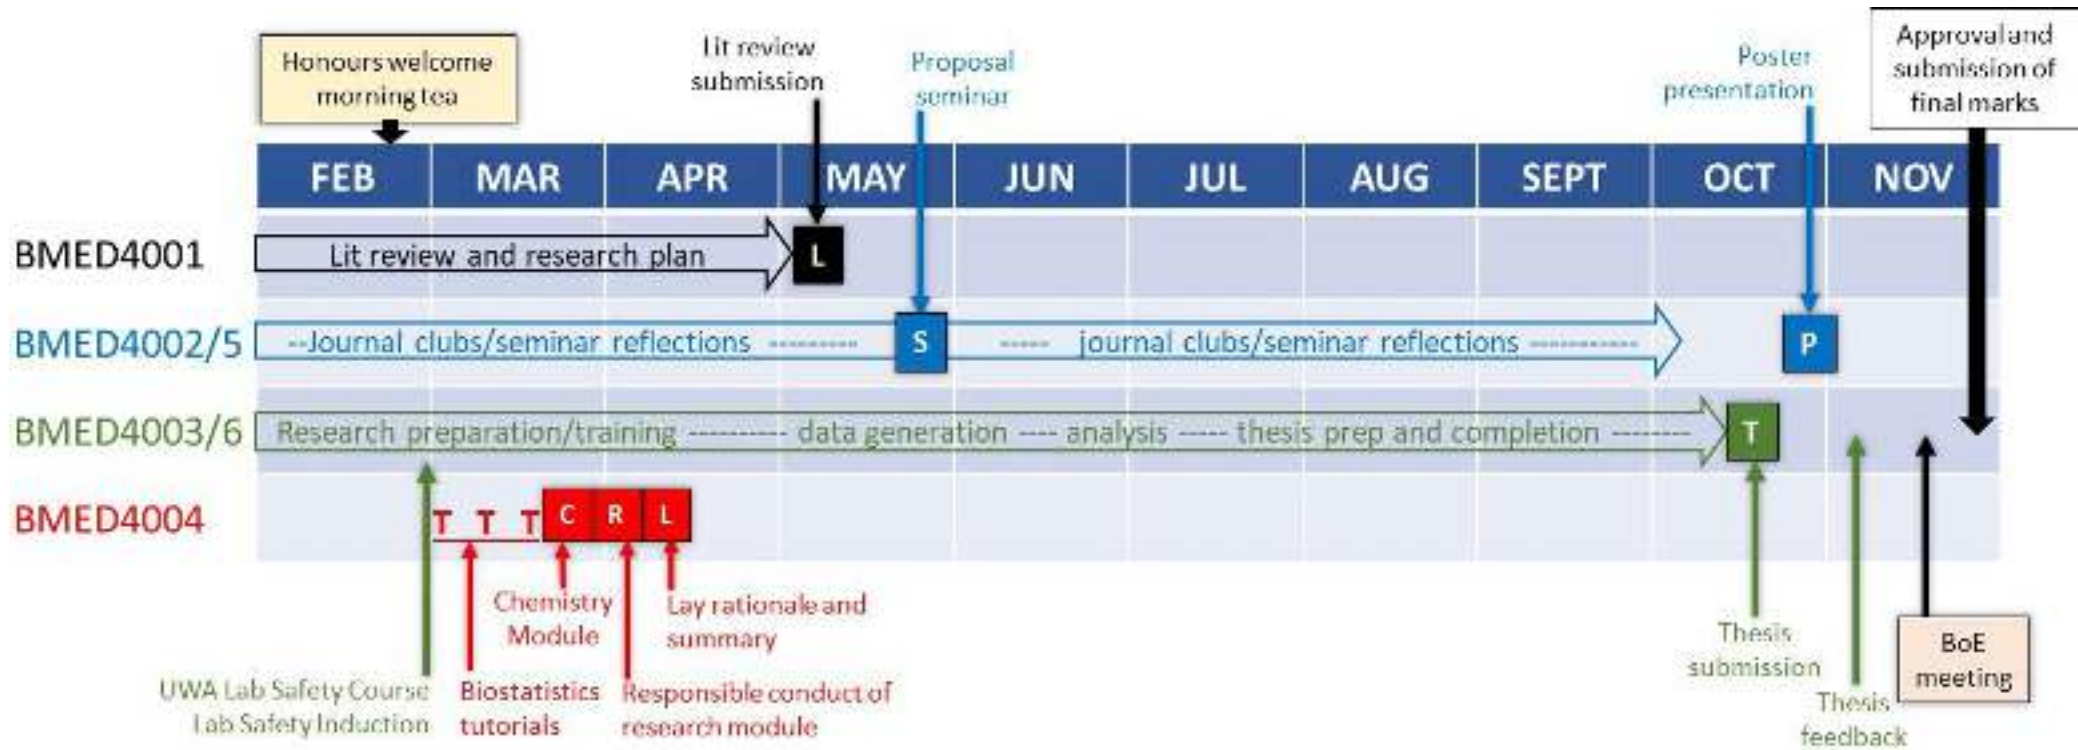 Honours welcome
morning tea
Lit review
submission
Proposal
seminar
Poster
presentation
Approval and
submission of
final marks
FEB MAR APR MAY JUN JUL AUG SEPT OCT NOV
BMED4001 Lit review and research plan L
BMED4002/5 --Journal clubs/seminar reflections --------- S ----- journal clubs/seminar reflections ----------- P
BMED4003/6 Research preparation/training ---------- data generation ---- analysis ----- thesis prep and completion -------- T
BMED4004 T T T C R L
Chemistry
Module
Lay rationale and
summary
Thesis
submission
BoE
meeting
UWA Lab Safety Course
Lab Safety Induction
Biostatistics
tutorials
Responsible conduct of
research module
Thesis
feedback